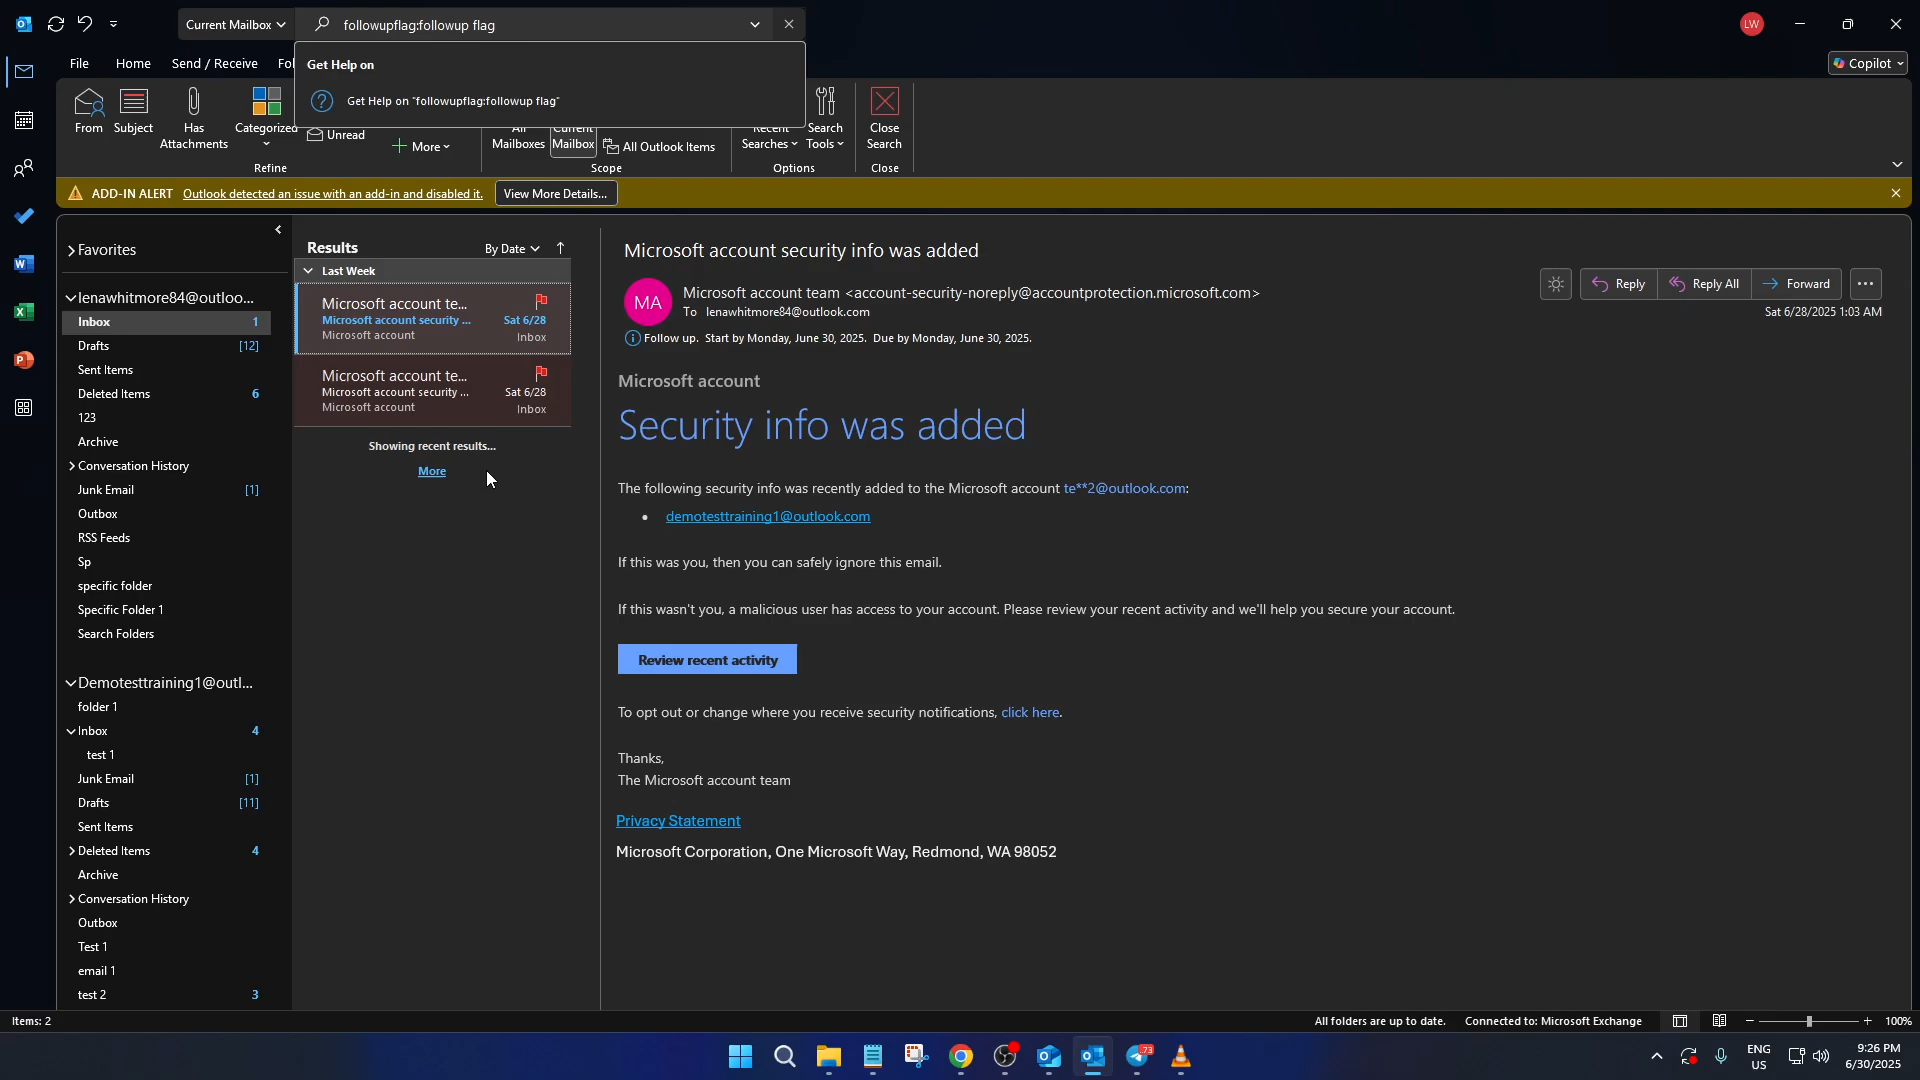 Current Mailbox
followupflag:followup flag
LW
File
Home
Send / Receive
Fol
Copilot
Get Help on
Get Help on "followupflag:followup flag"
From
Subject
Has
Attachments
Categorized
Unread
More
Refine
All
Mailboxes
Current
Mailbox
All Outlook Items
Scope
Recent
Searches
Search
Tools
Options
Close
Search
Close
ADD-IN ALERT Outlook detected an issue with an add-in and disabled it. View More Details...
Favorites
lenawhitmore84@outloo...
Inbox 1
Drafts [12]
Sent Items
Deleted Items 6
123
Archive
Conversation History
Junk Email [1]
Outbox
RSS Feeds
Sp
specific folder
Specific Folder 1
Search Folders
Demotesttraining1@outl...
folder 1
Inbox 4
test 1
Junk Email [1]
Drafts [11]
Sent Items
Deleted Items 4
Archive
Conversation History
Outbox
Test 1
email 1
test 2 3
Results By Date
Last Week
Microsoft account te...
Microsoft account security ... Sat 6/28
Microsoft account Inbox
Microsoft account te...
Microsoft account security ... Sat 6/28
Microsoft account Inbox
Showing recent results...
More
Microsoft account security info was added
MA
Microsoft account team <account-security-noreply@accountprotection.microsoft.com>
To lenawhitmore84@outlook.com
Follow up. Start by Monday, June 30, 2025. Due by Monday, June 30, 2025.
Reply
Reply All
Forward
Sat 6/28/2025 1:03 AM
Microsoft account
Security info was added
The following security info was recently added to the Microsoft account te**2@outlook.com:
• demotesttraining1@outlook.com
If this was you, then you can safely ignore this email.
If this wasn't you, a malicious user has access to your account. Please review your recent activity and we'll help you secure your account.
Review recent activity
To opt out or change where you receive security notifications, click here.
Thanks,
The Microsoft account team
Privacy Statement
Microsoft Corporation, One Microsoft Way, Redmond, WA 98052
Items: 2
All folders are up to date.
Connected to: Microsoft Exchange
100%
73
ENG
US
9:26 PM
6/30/2025